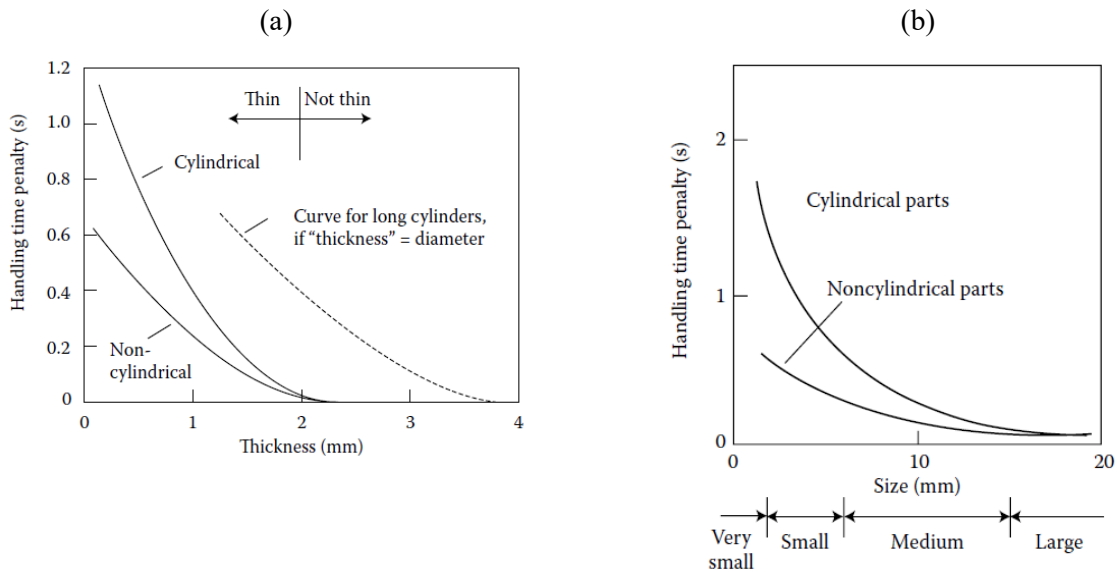 (a)
1.2
1.0
0.8
0.6
0.4
0.2
0
Handling time penalty (s)
Thin
Not thin
Cylindrical
Curve for long cylinders,
if “thickness” = diameter
Non-
cylindrical
0
1
2
3
4
Thickness (mm)
(b)
2
1
0
Handling time penalty (s)
Cylindrical parts
Noncylindrical parts
0
10
20
Size (mm)
Very
small
Small
Medium
Large